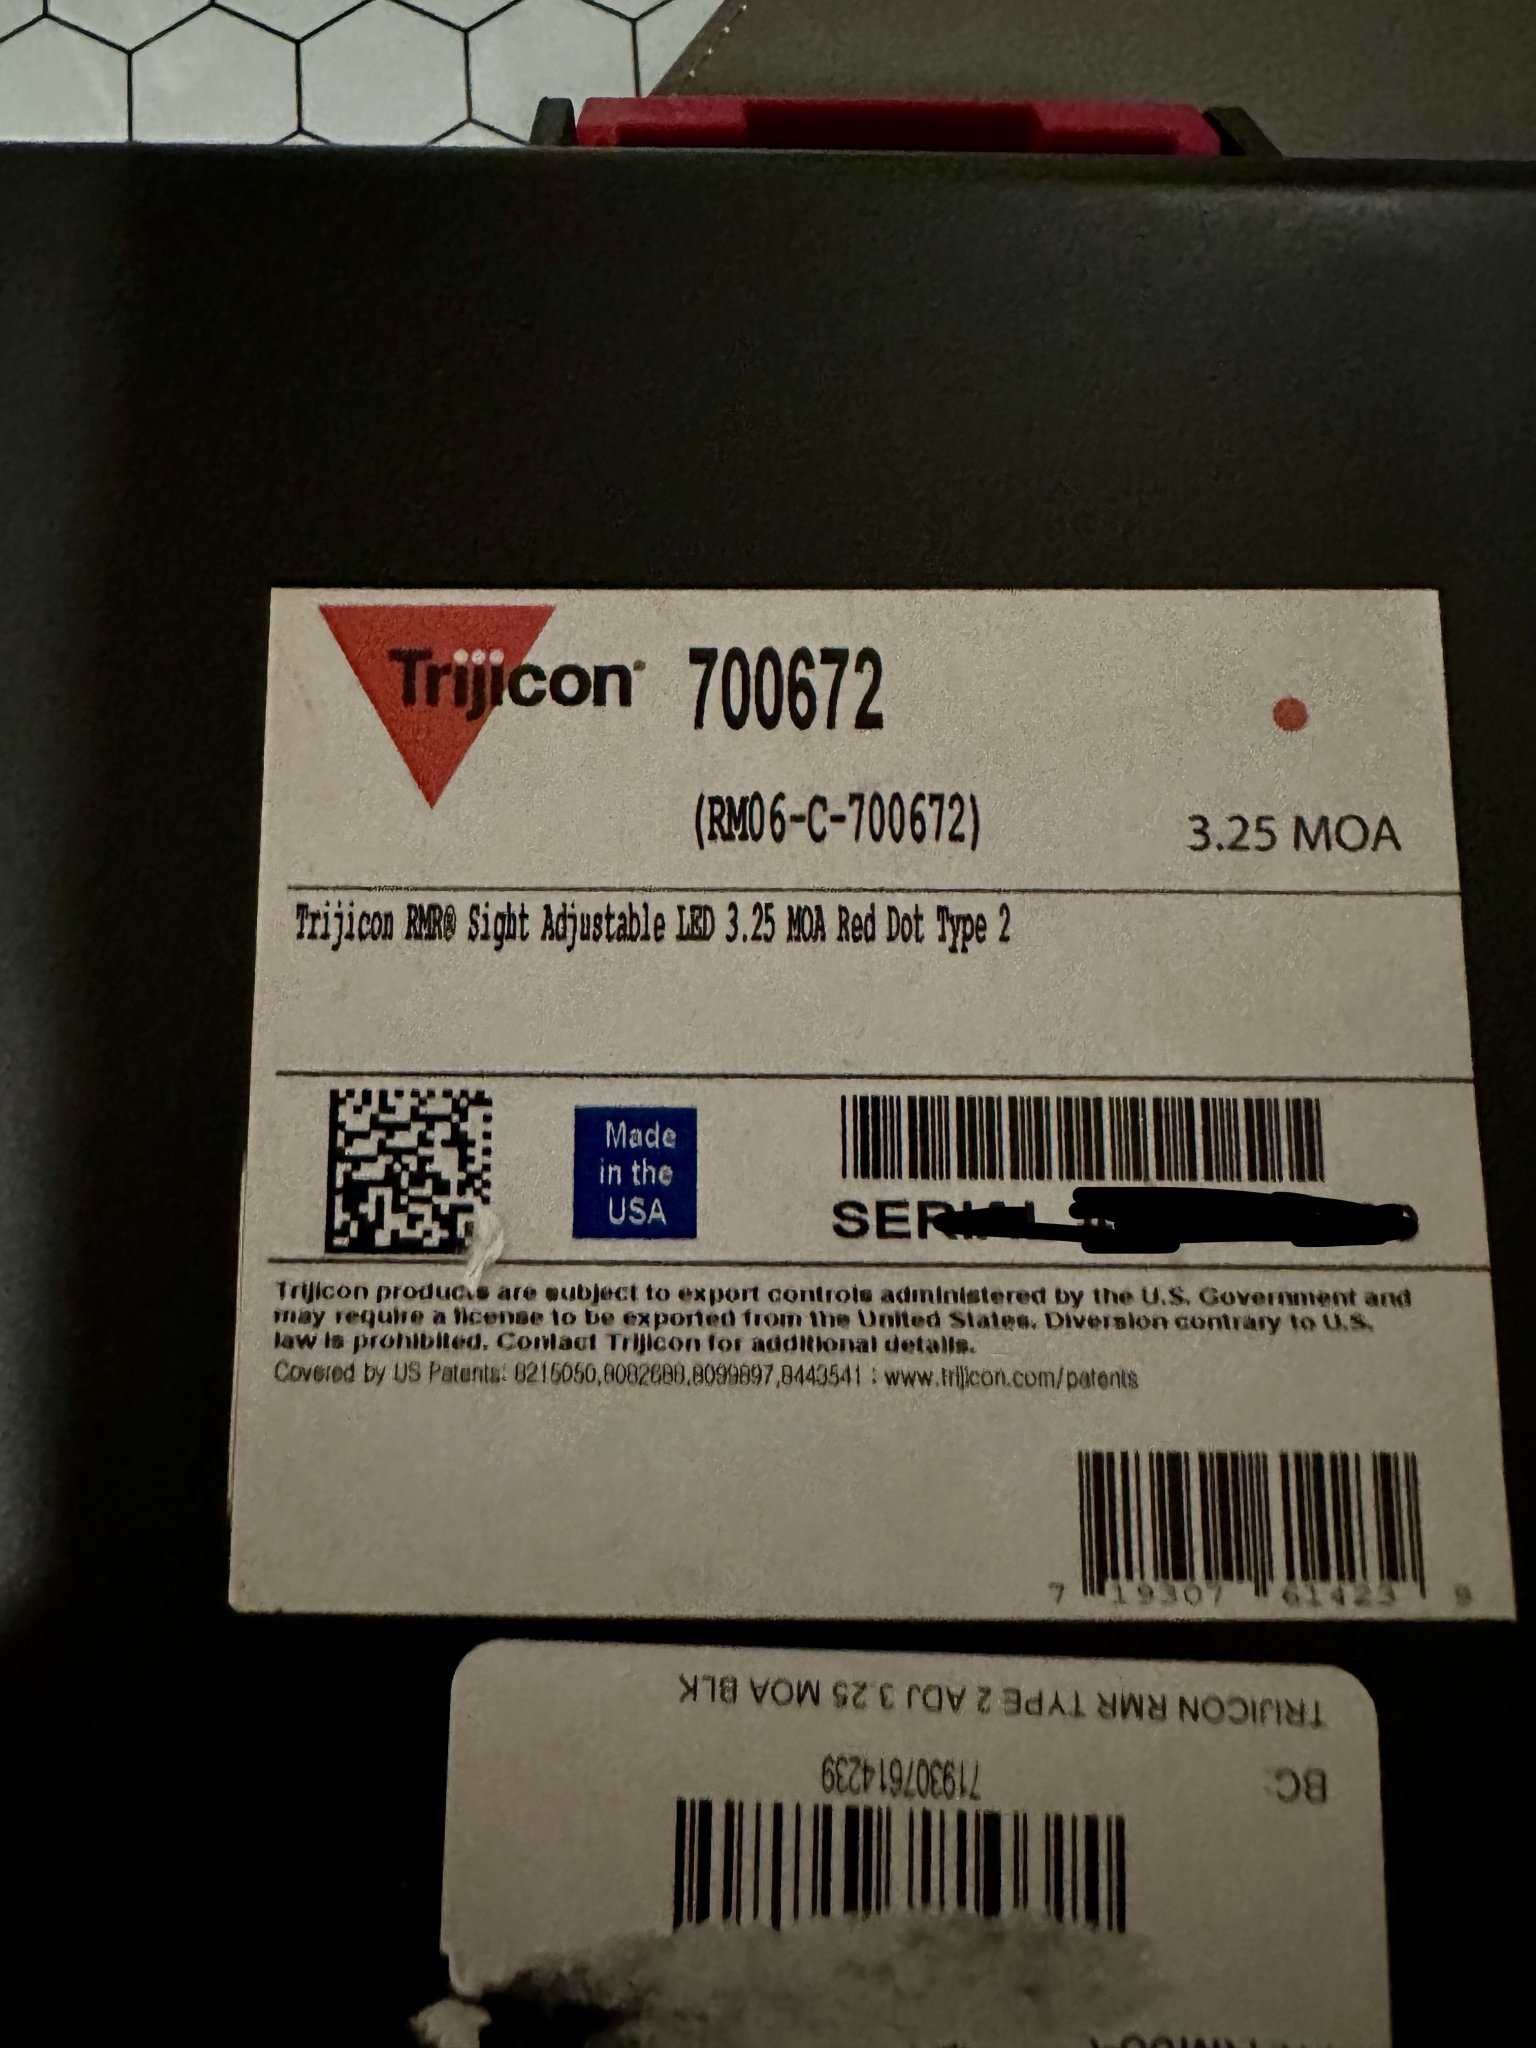 Trijicon
700672
(RM06-C-700672)
3.25 MOA
Trijicon RMR® Sight Adjustable LED 3.25 MOA Red Dot Type 2
Made
in the
USA
SERIAL
Trijicon products are subject to export controls administered by the U.S. Government and
may require a license to be exported from the United States. Diversion contrary to U.S.
law is prohibited. Contact Trijicon for additional details.
Covered by US Patents: 8215050,8082688,8099897,8443541 : www.trijicon.com/patents
7 19307 61423 9
TRIJICON RMR TYPE 2 ADJ 3.25 MOA BLK
BC:
719307614239